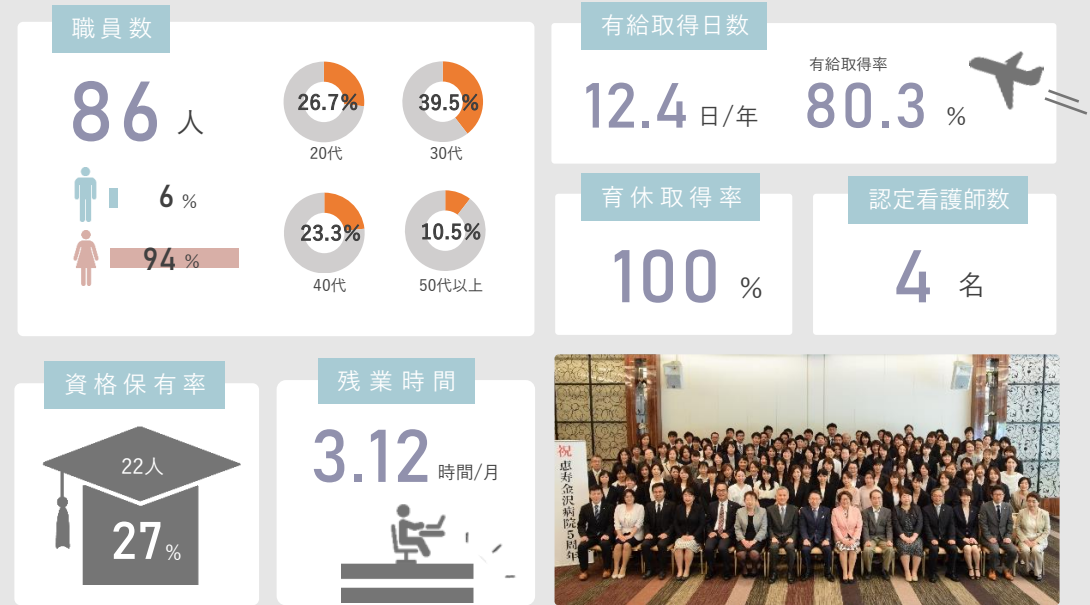 職員数
86 人
6 %
94 %
26.7%
20代
39.5%
30代
23.3%
40代
10.5%
50代以上
有給取得日数
12.4 日/年
有給取得率
80.3 %
育休取得率
100 %
認定看護師数
4 名
資格保有率
22人
27%
残業時間
3.12 時間/月
祝 恵寿金沢病院5周年